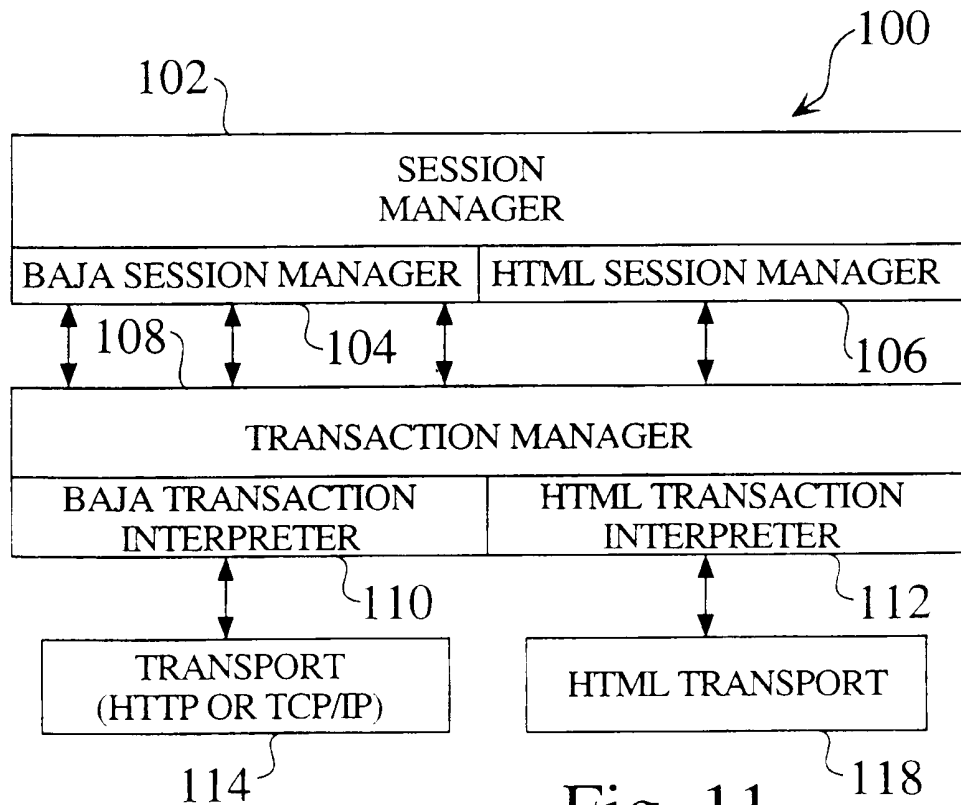 100
102
SESSION
MANAGER
BAJA SESSION MANAGER
HTML SESSION MANAGER
108
104
106
TRANSACTION MANAGER
BAJA TRANSACTION
INTERPRETER
HTML TRANSACTION
INTERPRETER
110
112
TRANSPORT
(HTTP OR TCP/IP)
HTML TRANSPORT
114
118
Fig. 11